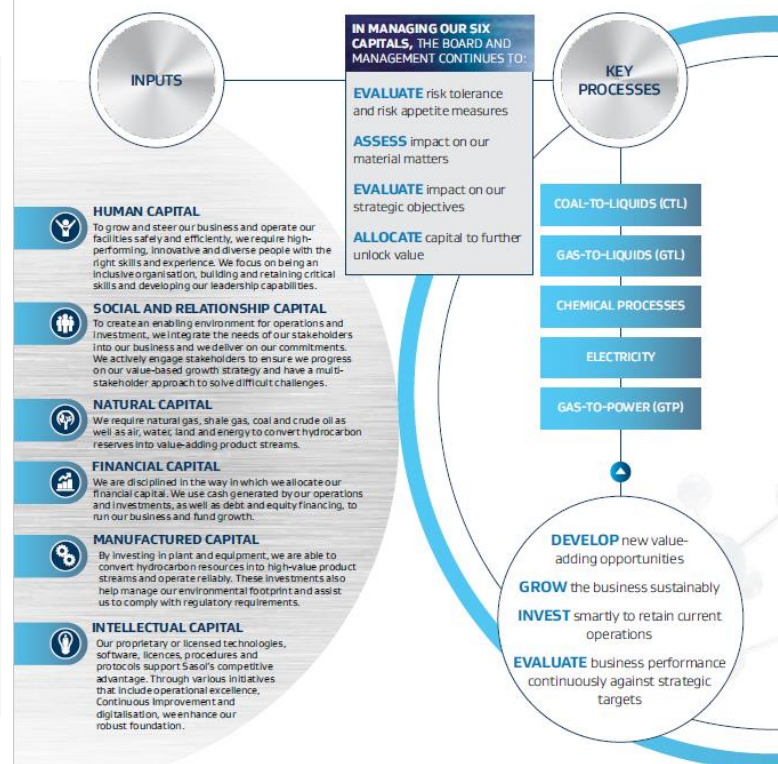 INPUTS
IN MANAGING OUR SIX
CAPITALS, THE BOARD AND
MANAGEMENT CONTINUES TO:
EVALUATE risk tolerance
and risk appetite measures
ASSESS impact on our
material matters
EVALUATE impact on our
strategic objectives
ALLOCATE capital to further
unlock value
KEY
PROCESSES
HUMAN CAPITAL
To grow and steer our business and operate our
facilities safely and efficiently, we require high-
performing, innovative and diverse people with the
right skills and experience. We focus on being an
inclusive organisation, building and retaining critical
skills and developing our leadership capabilities.
SOCIAL AND RELATIONSHIP CAPITAL
To create an enabling environment for operations and
investment, we integrate the needs of our stakeholders
into our business and we deliver on our commitments.
We actively engage stakeholders to ensure we progress
on our value-based growth strategy and have a multi-
stakeholder approach to solve difficult challenges.
NATURAL CAPITAL
We require natural gas, shale gas, coal and crude oil as
well as air, water, land and energy to convert hydrocarbon
reserves into value-adding product streams.
FINANCIAL CAPITAL
We are disciplined in the way in which we allocate our
financial capital. We use cash generated by our operations
and investments, as well as debt and equity financing, to
run our business and fund growth.
MANUFACTURED CAPITAL
By investing in plant and equipment, we are able to
convert hydrocarbon resources into high-value product
streams and operate reliably. These investments also
help manage our environmental footprint and assist
us to comply with regulatory requirements.
INTELLECTUAL CAPITAL
Our proprietary or licensed technologies,
software, licences, procedures and
protocols support Sasol's competitive
advantage. Through various initiatives
that include operational excellence,
Continuous Improvement and
digitalisation, we enhance our
robust foundation.
COAL-TO-LIQUIDS (CTL)
GAS-TO-LIQUIDS (GTL)
CHEMICAL PROCESSES
ELECTRICITY
GAS-TO-POWER (GTP)
DEVELOP new value-
adding opportunities
GROW the business sustainably
INVEST smartly to retain current
operations
EVALUATE business performance
continuously against strategic
targets